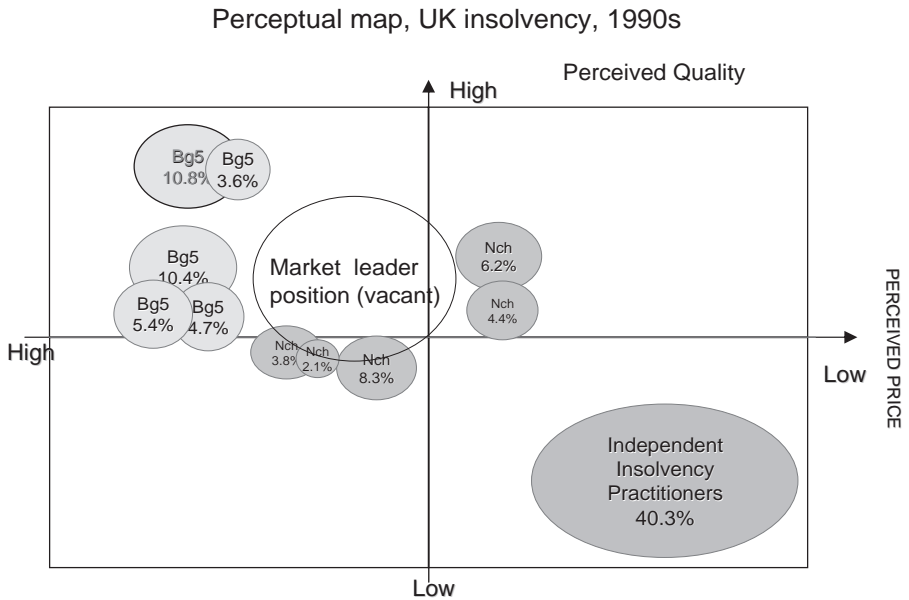 Perceptual map, UK insolvency, 1990s
Perceived Quality
High
Bg5
10.8%
Bg5
3.6%
Bg5
10.4%
Bg5
5.4%
Bg5
4.7%
Market leader
position (vacant)
Nch
6.2%
Nch
4.4%
High
Nch
3.8%
Nch
2.1%
Nch
8.3%
Low
PERCEIVED PRICE
Independent
Insolvency
Practitioners
40.3%
Low